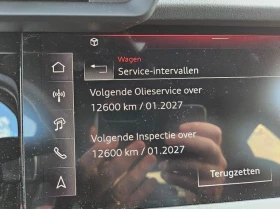 Wagen
Service-intervallen
Volgende Olieservice over
12600 km / 01.2027
Volgende Inspectie over
12600 km / 01.2027
Terugzetten